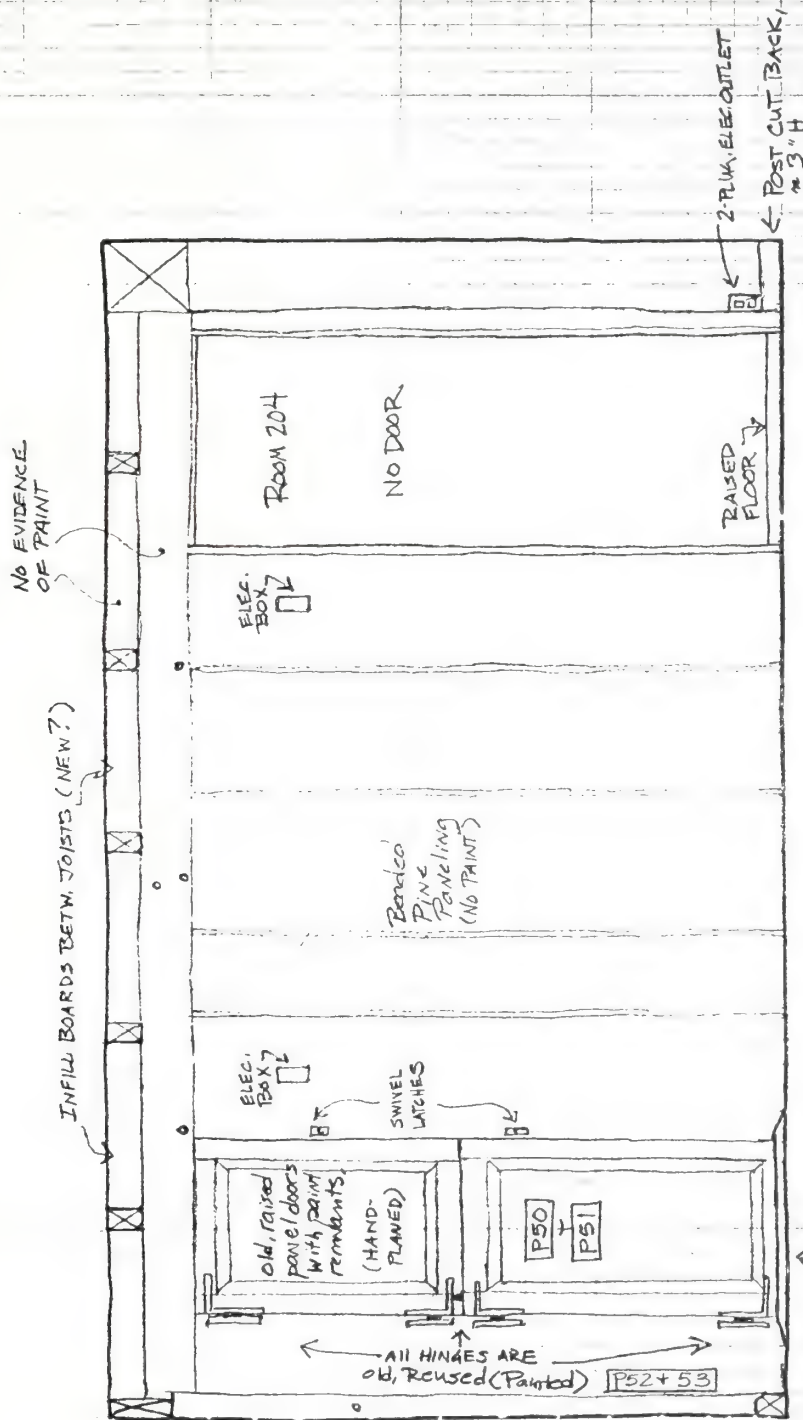 NO EVIDENCE
OF PAINT
INFILL BOARDS BETW. JOISTS (NEW?)
ELEC.
BOX
ROOM 204
NO DOOR
2-PLUG, ELEC. OUTLET
POST CUT BACK,
≈ 3" H
RAISED
FLOOR
Beaded
Pine
Paneling
(NO PAINT)
ELEC.
BOX
SWIVEL
LATCHES
old, raised
panel doors
with paint
remnants,
(HAND-
PLANED)
P50
+
P51
All HINGES ARE
old, Reused (Painted) P52 + 53